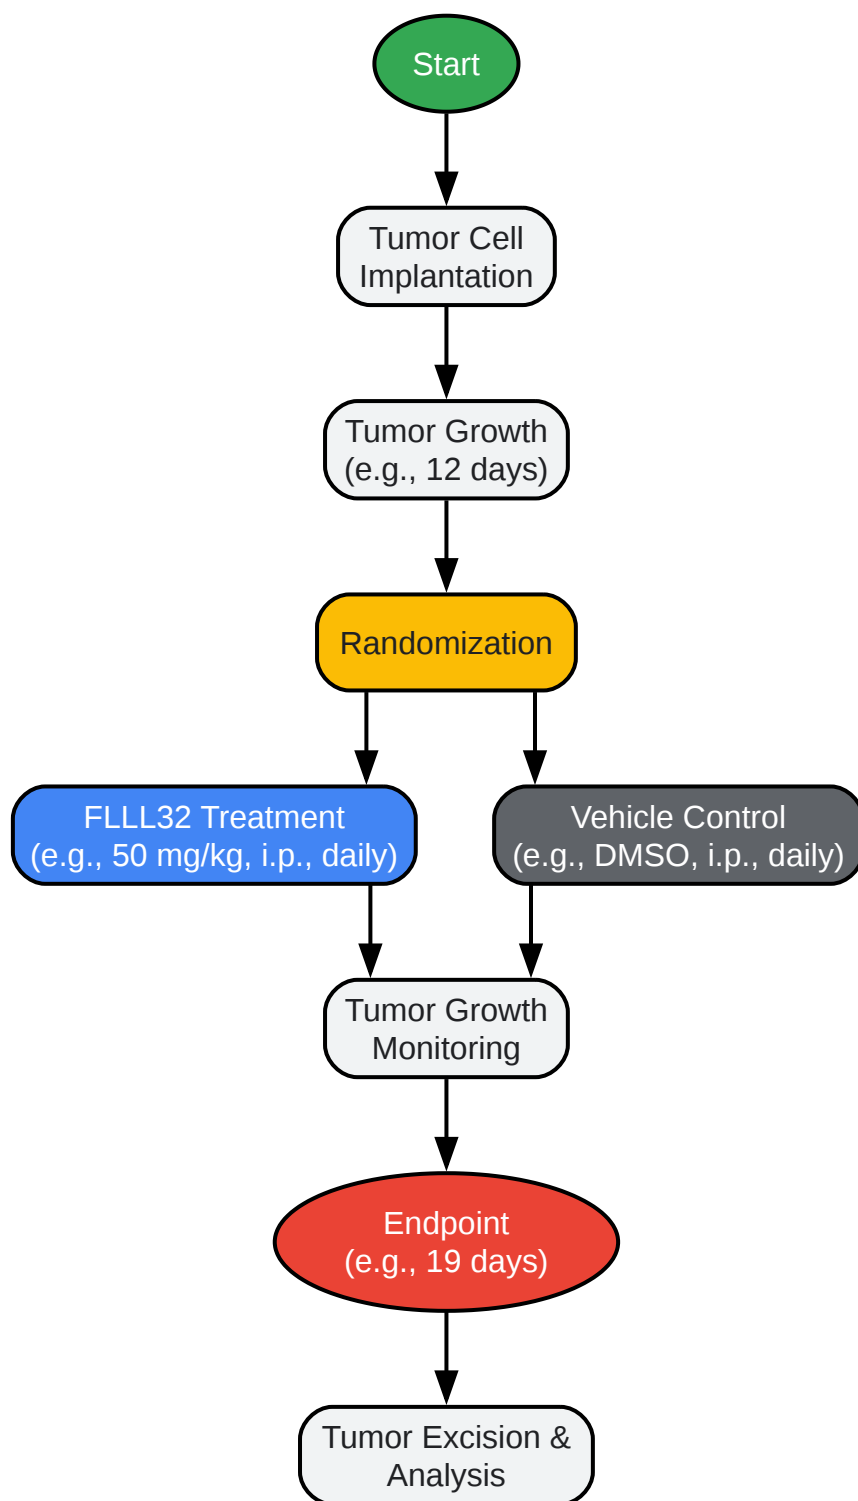 Start
Tumor Cell
Implantation
Tumor Growth
(e.g., 12 days)
Randomization
FLLL32 Treatment
(e.g., 50 mg/kg, i.p., daily)
Vehicle Control
(e.g., DMSO, i.p., daily)
Tumor Growth
Monitoring
Endpoint
(e.g., 19 days)
Tumor Excision &
Analysis